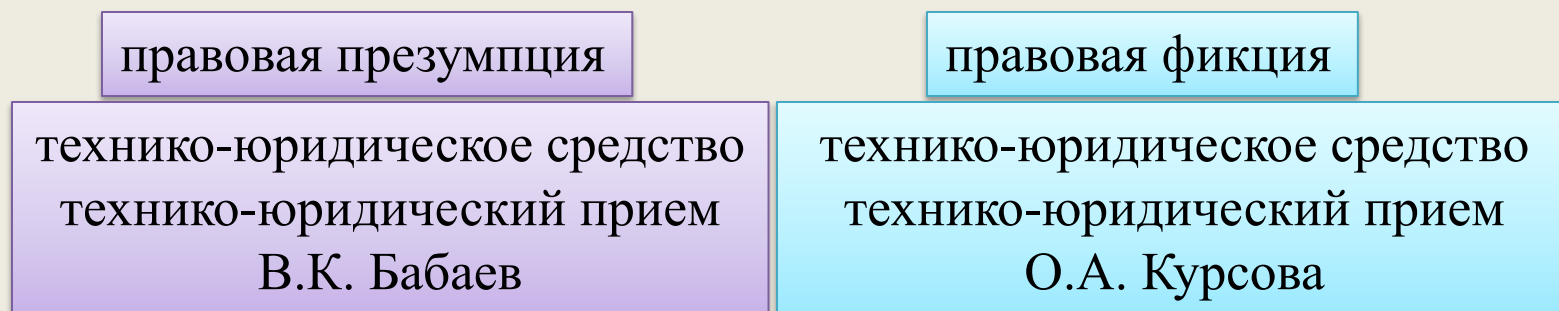 правовая презумпция
технико-юридическое средство
технико-юридический прием
В.К. Бабаев
правовая фикция
технико-юридическое средство
технико-юридический прием
О.А. Курсова